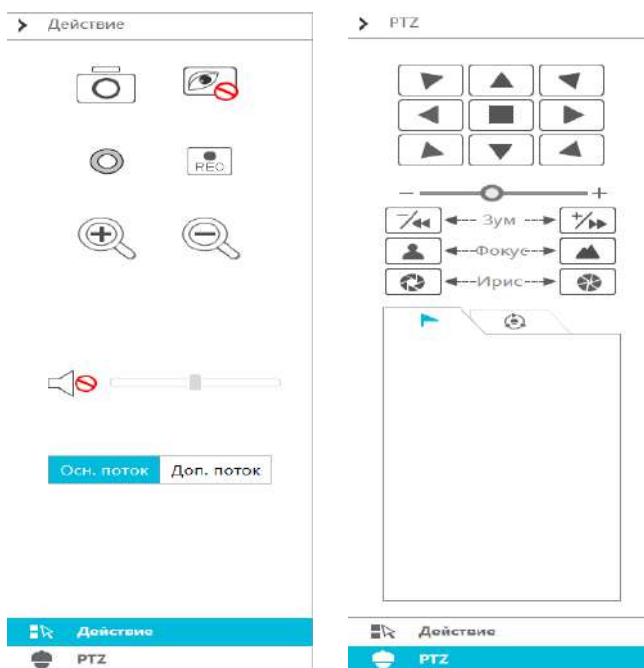 Действие
REC
Осн. поток Доп. поток
Действие
PTZ
PTZ
Зум
Фокус
Ирис
Действие
PTZ